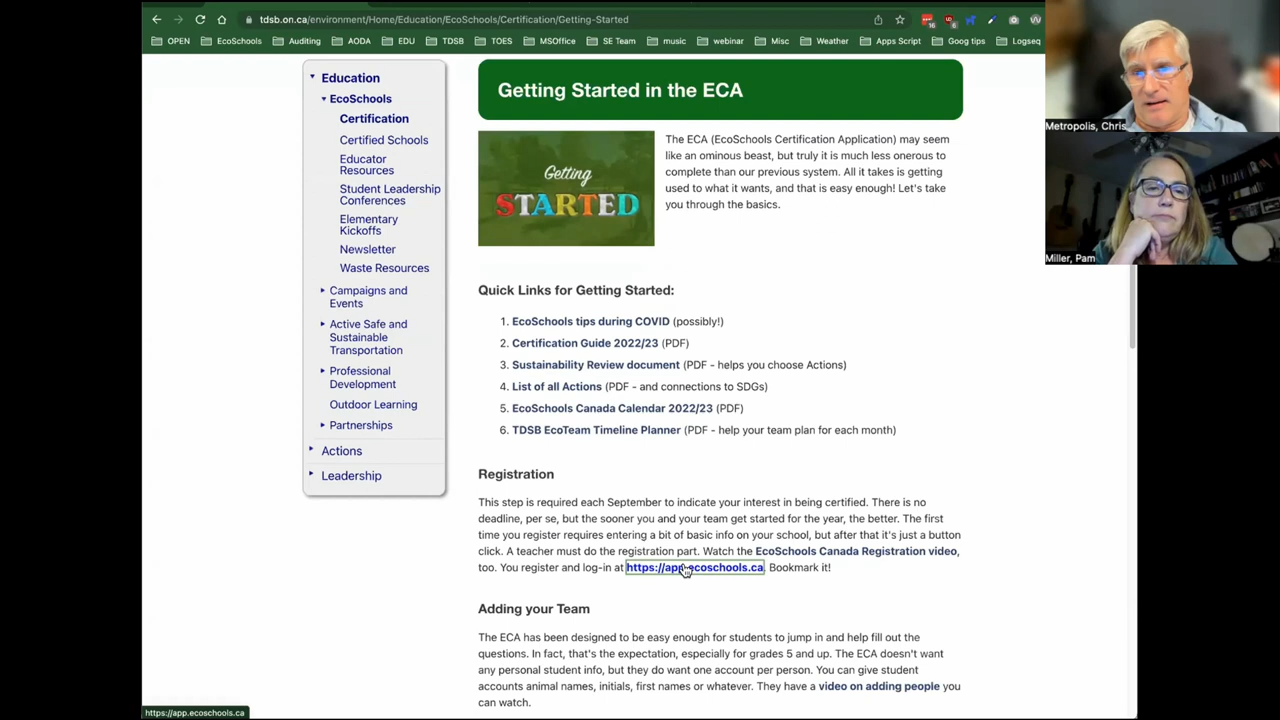 tdsb.on.ca/environment/Home/Education/EcoSchools/Certification/Getting-Started
OPEN EcoSchools Auditing AODA EDU TDSB TOES MSOffice SE Team music webinar Misc Weather Apps Script Goog tips Logseq
Education
EcoSchools
Certification
Certified Schools
Educator
Resources
Student Leadership
Conferences
Elementary
Kickoffs
Newsletter
Waste Resources
Campaigns and
Events
Active Safe and
Sustainable
Transportation
Professional
Development
Outdoor Learning
Partnerships
Actions
Leadership
Getting Started in the ECA
Getting
STARTED
The ECA (EcoSchools Certification Application) may seem
like an ominous beast, but truly it is much less onerous to
complete than our previous system. All it takes is getting
used to what it wants, and that is easy enough! Let's take
you through the basics.
Quick Links for Getting Started:
1. EcoSchools tips during COVID (possibly!)
2. Certification Guide 2022/23 (PDF)
3. Sustainability Review document (PDF - helps you choose Actions)
4. List of all Actions (PDF - and connections to SDGs)
5. EcoSchools Canada Calendar 2022/23 (PDF)
6. TDSB EcoTeam Timeline Planner (PDF - help your team plan for each month)
Registration
This step is required each September to indicate your interest in being certified. There is no
deadline, per se, but the sooner you and your team get started for the year, the better. The first
time you register requires entering a bit of basic info on your school, but after that it's just a button
click. A teacher must do the registration part. Watch the EcoSchools Canada Registration video,
too. You register and log-in at https://app.ecoschools.ca. Bookmark it!
Adding your Team
The ECA has been designed to be easy enough for students to jump in and help fill out the
questions. In fact, that's the expectation, especially for grades 5 and up. The ECA doesn't want
any personal student info, but they do want one account per person. You can give student
accounts animal names, initials, first names or whatever. They have a video on adding people you
can watch.
https://app.ecoschools.ca
Metropolis, Chris
Miller, Pam